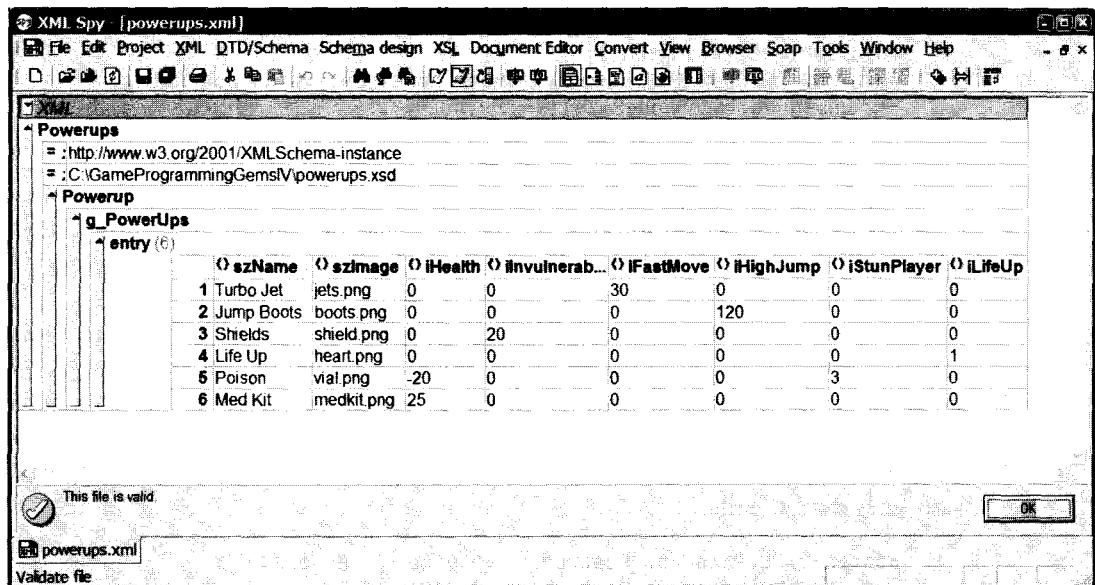 XML Spy - [powerups.xml]
File Edit Project XML DTD/Schema Schema design XSL Document Editor Convert View Browser Soap Tools Window Help
XML
Powerups
= :http://www.w3.org/2001/XMLSchema-instance
= :C:\GameProgrammingGemsIV\powerups.xsd
Powerup
g_PowerUps
entry (6)
szName szImage iHealth iInvulnerab... iFastMove iHighJump iStunPlayer iLifeUp
1 Turbo Jet jets.png 0 0 30 0 0 0
2 Jump Boots boots.png 0 0 0 120 0 0
3 Shields shield.png 0 20 0 0 0 0
4 Life Up heart.png 0 0 0 0 0 1
5 Poison vial.png -20 0 0 0 3 0
6 Med Kit medkit.png 25 0 0 0 0 0
This file is valid.
OK
powerups.xml
Validate file